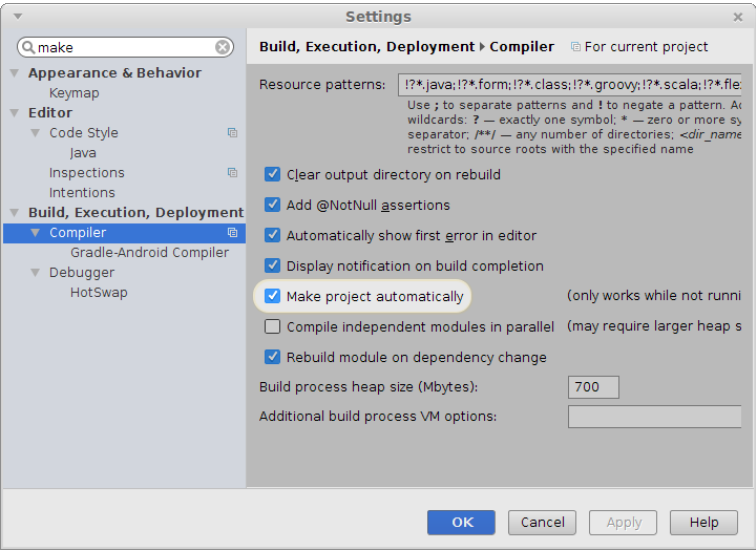 Settings
make
Build, Execution, Deployment Compiler For current project
Appearance & Behavior
Keymap
Editor
Code Style
Java
Inspections
Intentions
Build, Execution, Deployment
Compiler
Gradle-Android Compiler
Debugger
HotSwap
Resource patterns: !?*.java;!?*.form;!?*.class;!?*.groovy;!?*.scala;!?*.fle
Use ; to separate patterns and ! to negate a pattern. Ac
wildcards: ? — exactly one symbol; * — zero or more sy
separator; /**/ — any number of directories; <dir_name
restrict to source roots with the specified name
Clear output directory on rebuild
Add @NotNull assertions
Automatically show first error in editor
Display notification on build completion
Make project automatically (only works while not runni
Compile independent modules in parallel (may require larger heap s
Rebuild module on dependency change
Build process heap size (Mbytes): 700
Additional build process VM options:
OK Cancel Apply Help